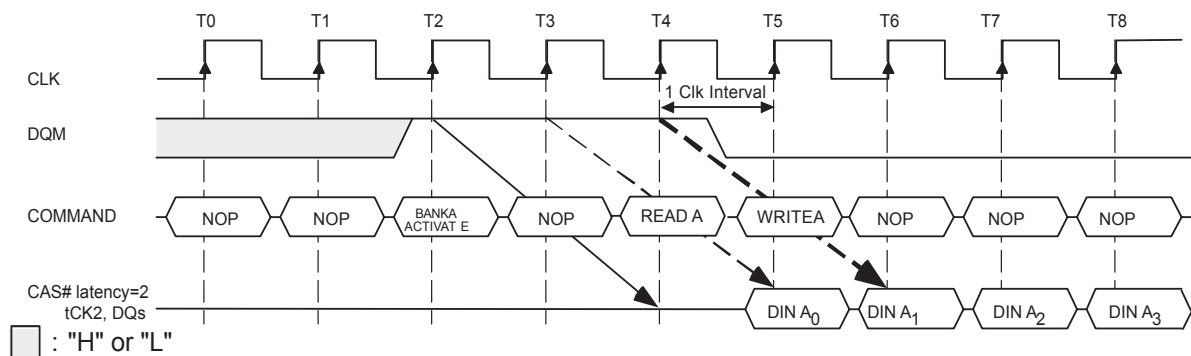 T0 T1 T2 T3 T4 T5 T6 T7 T8
CLK
1 Clk Interval
DQM
COMMAND NOP NOP BANKA ACTIVAT E NOP READ A WRITEA NOP NOP NOP
CAS# latency=2
tCK2, DQs
DIN A0 DIN A1 DIN A2 DIN A3
: "H" or "L"